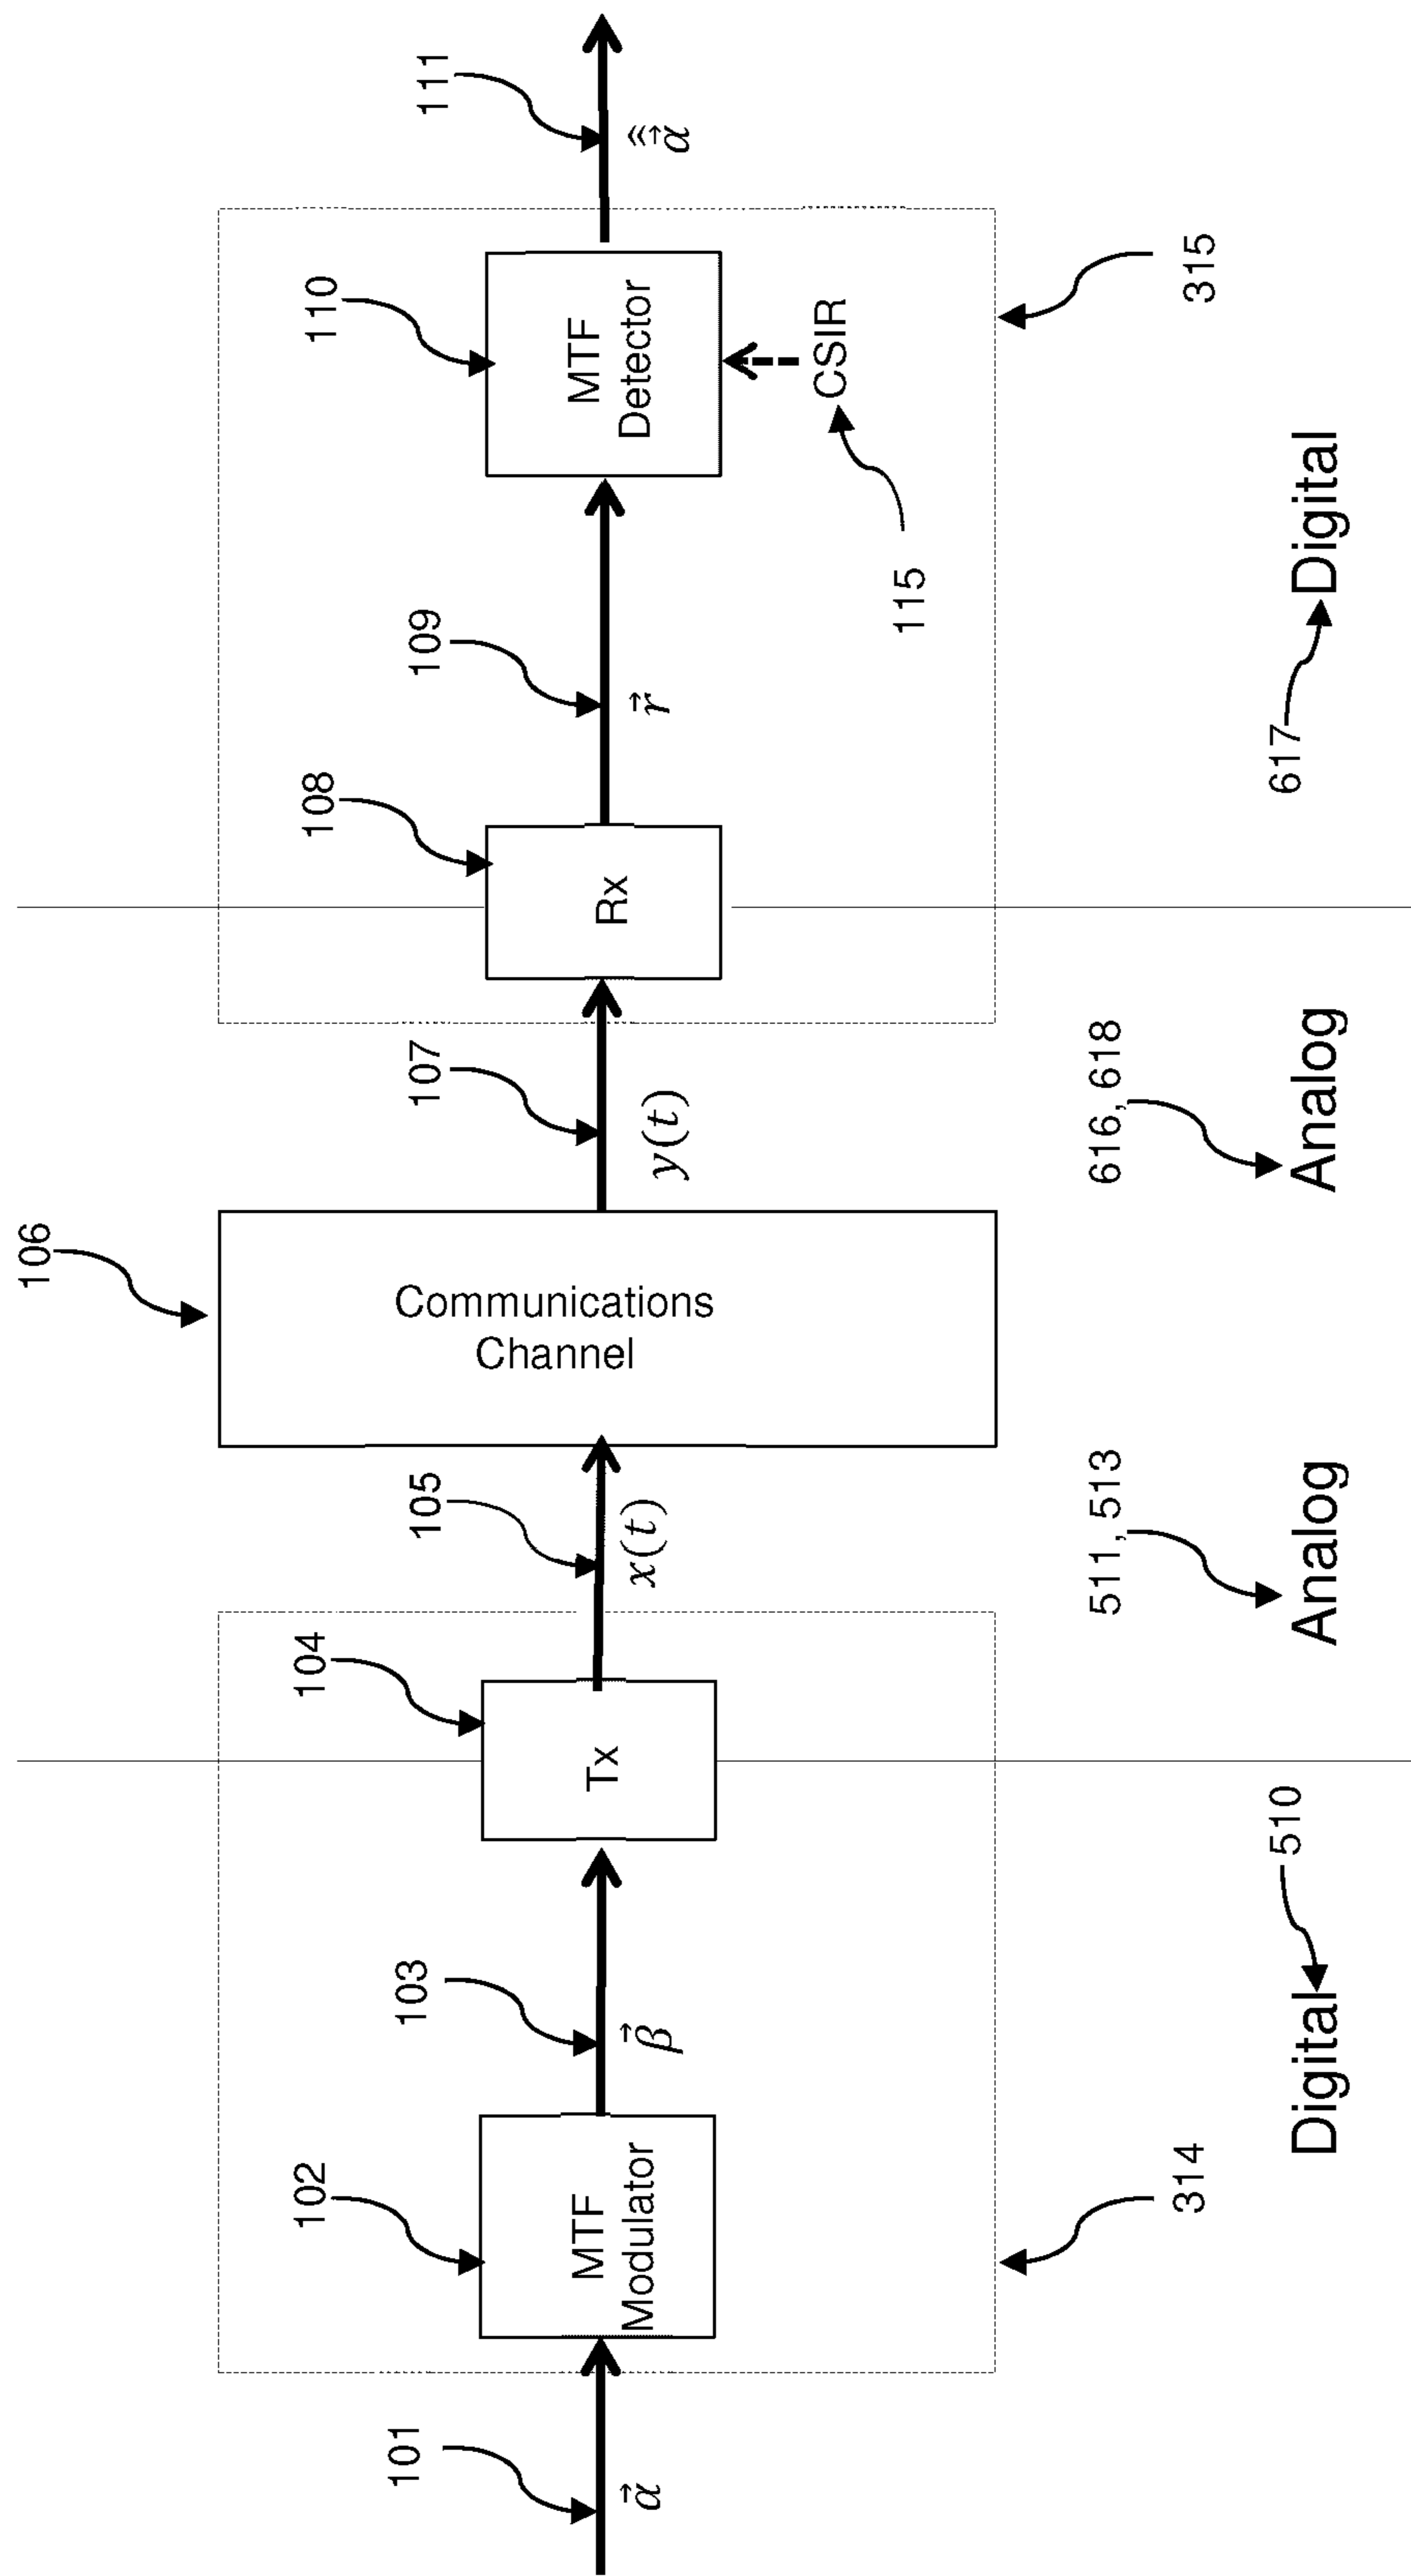 106
101
102
103
104
105
107
108
109
110
111
MTF
Modulator
Tx
Communications
Channel
Rx
MTF
Detector
α⃗
β⃗
x(t)
y(t)
r⃗
α̂̂⃗
CSIR
115
314
511, 513
616, 618
315
Digital
510
Analog
Analog
617
Digital